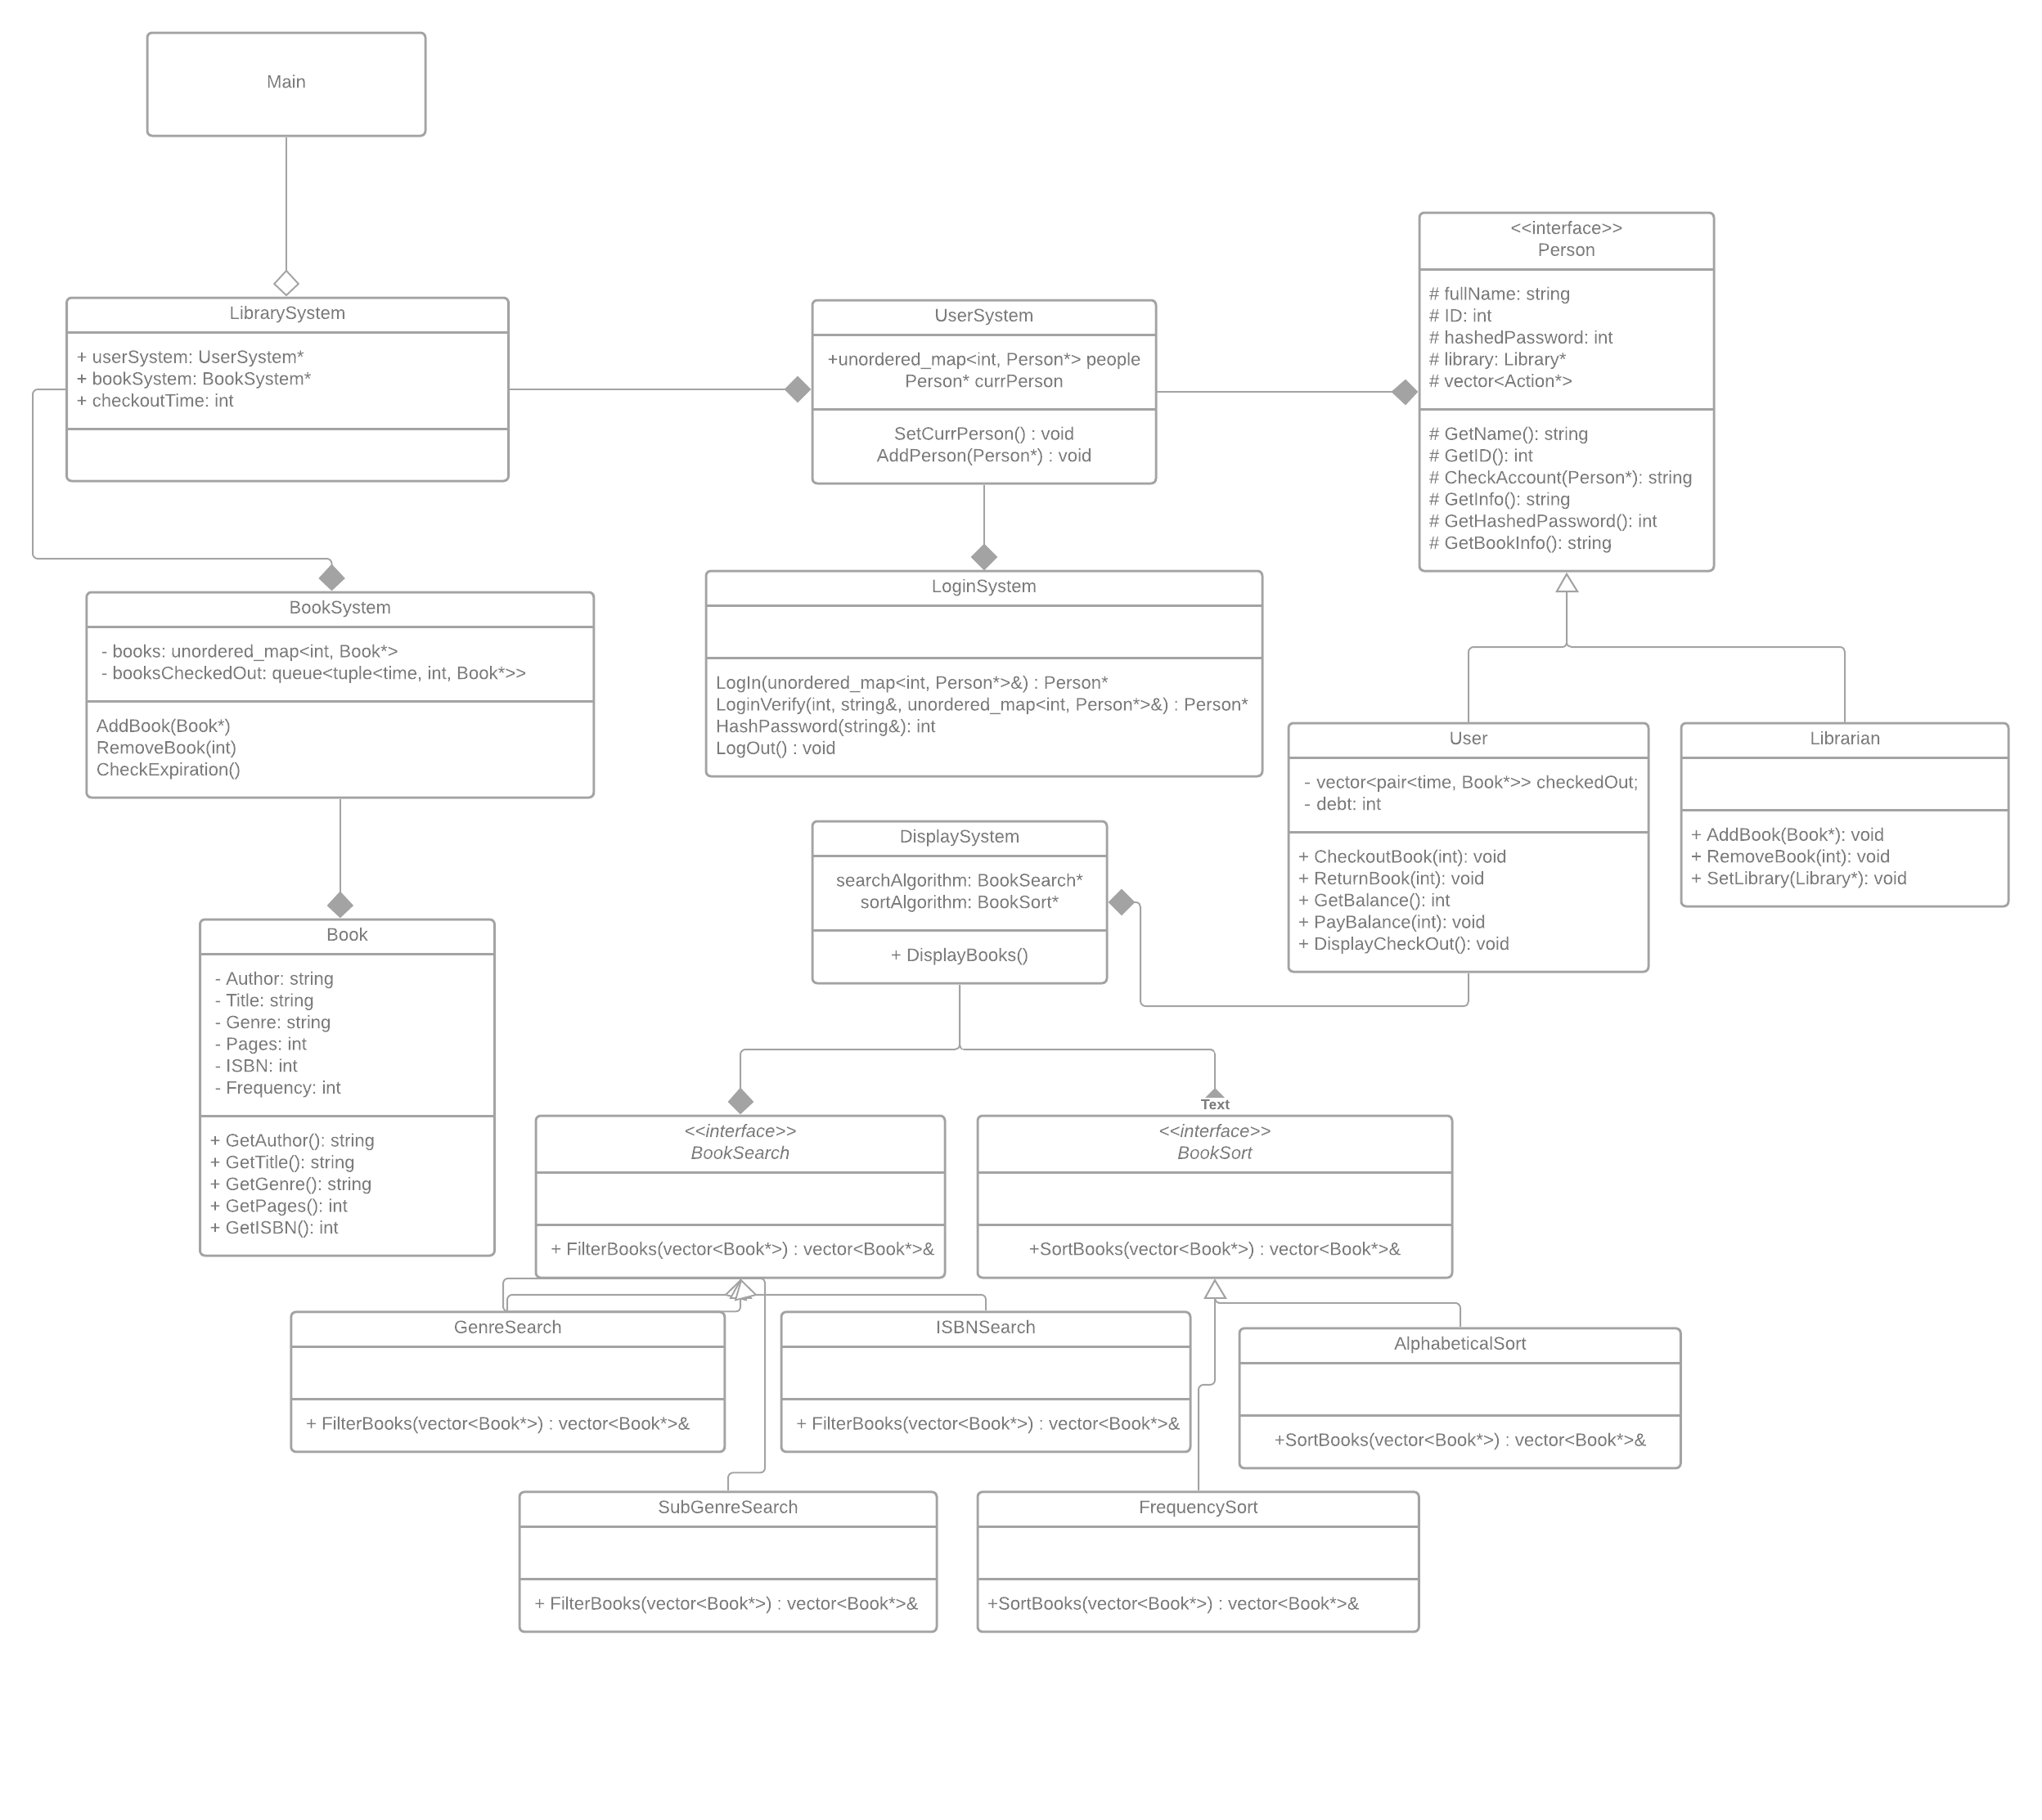 Main
LibrarySystem
+ userSystem: UserSystem*
+ bookSystem: BookSystem*
+ checkoutTime: int
UserSystem
+unordered_map<int, Person*> people
Person* currPerson
SetCurrPerson() : void
AddPerson(Person*) : void
<<interface>>
Person
# fullName: string
# ID: int
# hashedPassword: int
# library: Library*
# vector<Action*>
# GetName(): string
# GetID(): int
# CheckAccount(Person*): string
# GetInfo(): string
# GetHashedPassword(): int
# GetBookInfo(): string
BookSystem
- books: unordered_map<int, Book*>
- booksCheckedOut: queue<tuple<time, int, Book*>>
AddBook(Book*)
RemoveBook(int)
CheckExpiration()
LoginSystem
LogIn(unordered_map<int, Person*>&) : Person*
LoginVerify(int, string&, unordered_map<int, Person*>&) : Person*
HashPassword(string&): int
LogOut() : void
User
- vector<pair<time, Book*>> checkedOut;
- debt: int
+ CheckoutBook(int): void
+ ReturnBook(int): void
+ GetBalance(): int
+ PayBalance(int): void
+ DisplayCheckOut(): void
Librarian
+ AddBook(Book*): void
+ RemoveBook(int): void
+ SetLibrary(Library*): void
DisplaySystem
searchAlgorithm: BookSearch*
sortAlgorithm: BookSort*
+ DisplayBooks()
Book
- Author: string
- Title: string
- Genre: string
- Pages: int
- ISBN: int
- Frequency: int
+ GetAuthor(): string
+ GetTitle(): string
+ GetGenre(): string
+ GetPages(): int
+ GetISBN(): int
Text
<<interface>>
BookSearch
+ FilterBooks(vector<Book*>) : vector<Book*>&
<<interface>>
BookSort
+SortBooks(vector<Book*>) : vector<Book*>&
GenreSearch
+ FilterBooks(vector<Book*>) : vector<Book*>&
ISBNSearch
+ FilterBooks(vector<Book*>) : vector<Book*>&
AlphabeticalSort
+SortBooks(vector<Book*>) : vector<Book*>&
SubGenreSearch
+ FilterBooks(vector<Book*>) : vector<Book*>&
FrequencySort
+SortBooks(vector<Book*>) : vector<Book*>&